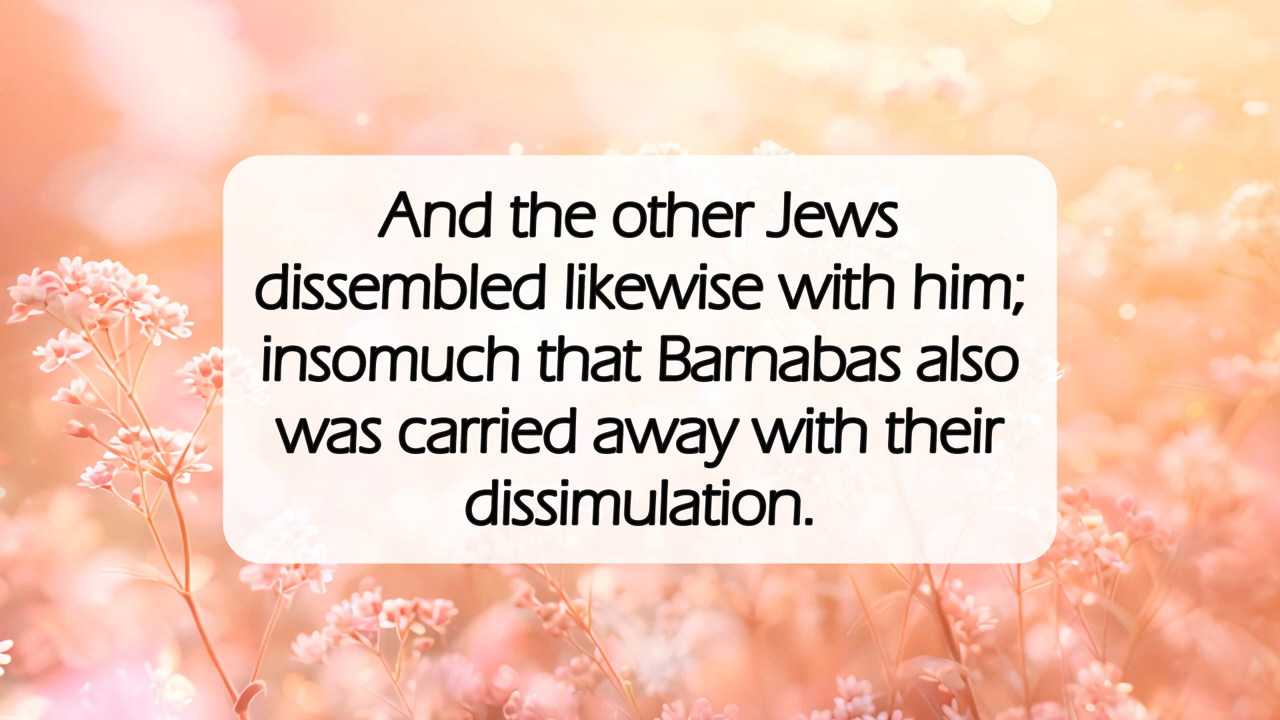 And the other Jews
dissembled likewise with him;
insomuch that Barnabas also
was carried away with their
dissimulation.